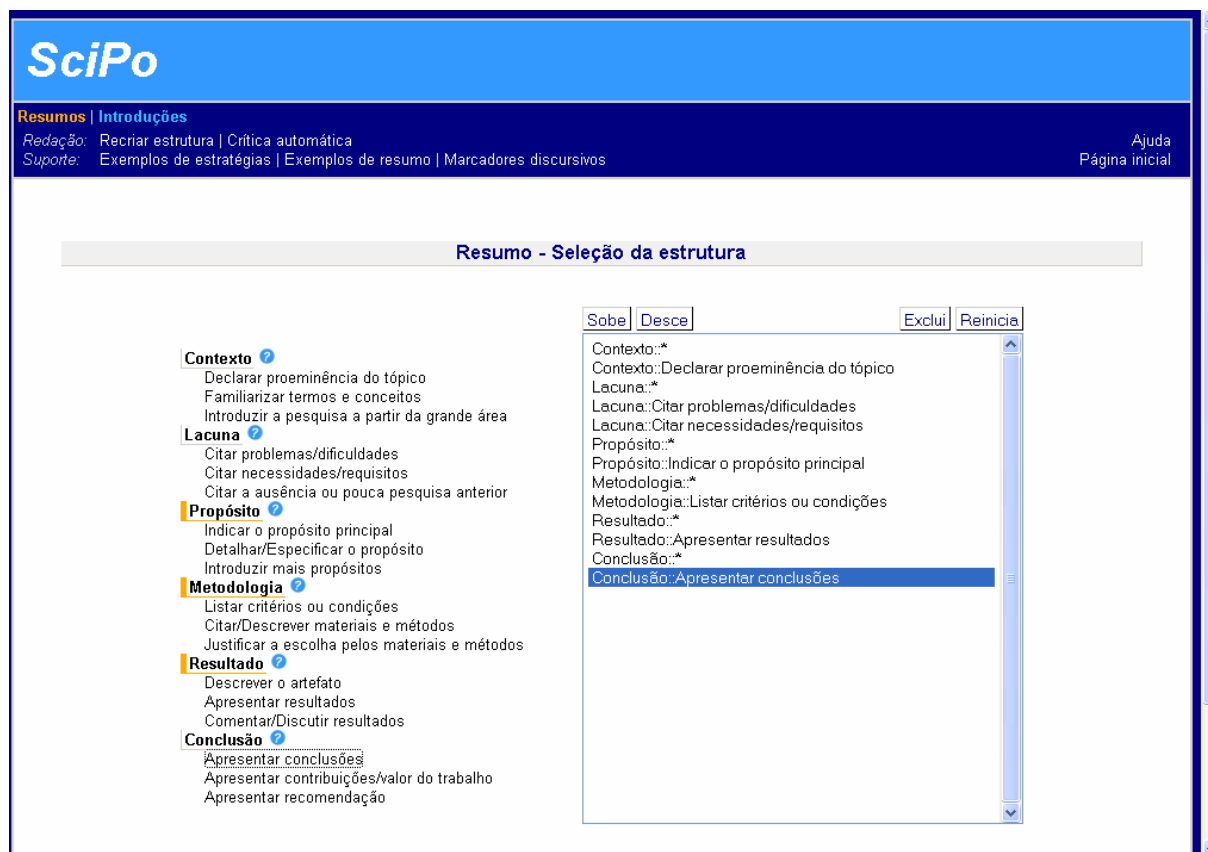 SciPo
Resumos | Introduções
Redação: Recriar estrutura | Crítica automática
Ajuda
Suporte: Exemplos de estratégias | Exemplos de resumo | Marcadores discursivos
Página inicial
Resumo - Seleção da estrutura
Contexto ?
Declarar proeminência do tópico
Familiarizar termos e conceitos
Introduzir a pesquisa a partir da grande área
Lacuna ?
Citar problemas/dificuldades
Citar necessidades/requisitos
Citar a ausência ou pouca pesquisa anterior
Propósito ?
Indicar o propósito principal
Detalhar/Especificar o propósito
Introduzir mais propósitos
Metodologia ?
Listar critérios ou condições
Citar/Descrever materiais e métodos
Justificar a escolha pelos materiais e métodos
Resultado ?
Descrever o artefato
Apresentar resultados
Comentar/Discutir resultados
Conclusão ?
Apresentar conclusões
Apresentar contribuições/valor do trabalho
Apresentar recomendação
Sobe Desce Exclui Reinicia
Contexto::*
Contexto::Declarar proeminência do tópico
Lacuna::*
Lacuna::Citar problemas/dificuldades
Lacuna::Citar necessidades/requisitos
Propósito::*
Propósito::Indicar o propósito principal
Metodologia::*
Metodologia::Listar critérios ou condições
Resultado::*
Resultado::Apresentar resultados
Conclusão::*
Conclusão::Apresentar conclusões